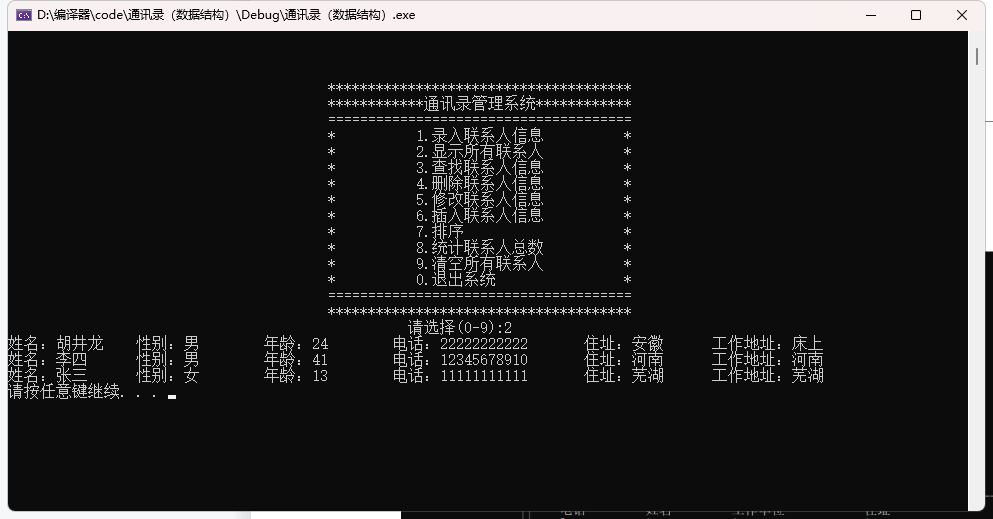 D:\编译器\code\通讯录（数据结构）\Debug\通讯录（数据结构）.exe
**************************************
************通讯录管理系统************
======================================
* 1.录入联系人信息 *
* 2.显示所有联系人 *
* 3.查找联系人信息 *
* 4.删除联系人信息 *
* 5.修改联系人信息 *
* 6.插入联系人信息 *
* 7.排序 *
* 8.统计联系人总数 *
* 9.清空所有联系人 *
* 0.退出系统 *
======================================
**************************************
请选择(0-9):2
姓名：胡井龙 性别：男 年龄：24 电话：22222222222 住址：安徽 工作地址：床上
姓名：李四 性别：男 年龄：41 电话：12345678910 住址：河南 工作地址：河南
姓名：张三 性别：女 年龄：13 电话：11111111111 住址：芜湖 工作地址：芜湖
请按任意键继续. . .